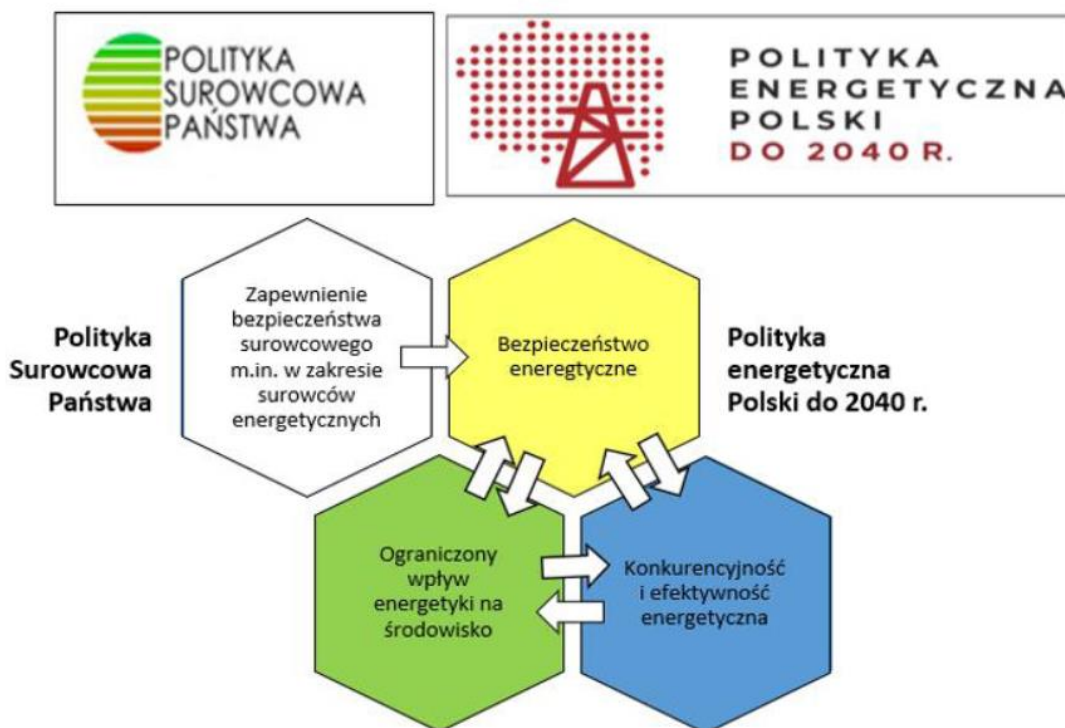 POLITYKA
SUROWCOWA
PAŃSTWA
POLITYKA
ENERGETYCZNA
POLSKI
DO 2040 R.
Polityka
Surowcowa
Państwa
Zapewnienie
bezpieczeństwa
surowcowego
m.in. w zakresie
surowców
energetycznych
Bezpieczeństwo
eneregtyczne
Polityka
energetyczna
Polski do 2040 r.
Ograniczony
wpływ
energetyki na
środowisko
Konkurencyjność
i efektywność
energetyczna